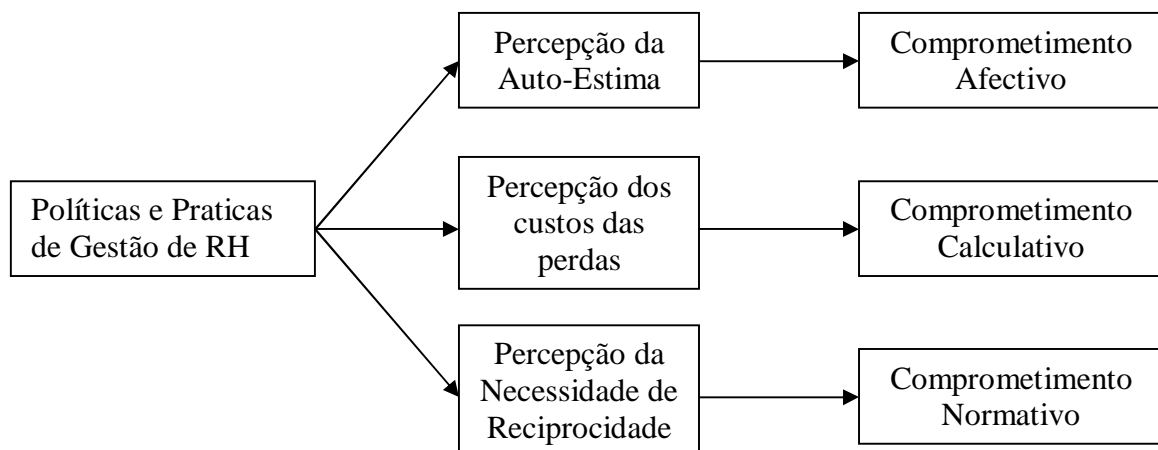 Percepção da
Auto-Estima
Comprometimento
Afectivo
Políticas e Praticas
de Gestão de RH
Percepção dos
custos das
perdas
Comprometimento
Calculativo
Percepção da
Necessidade de
Reciprocidade
Comprometimento
Normativo